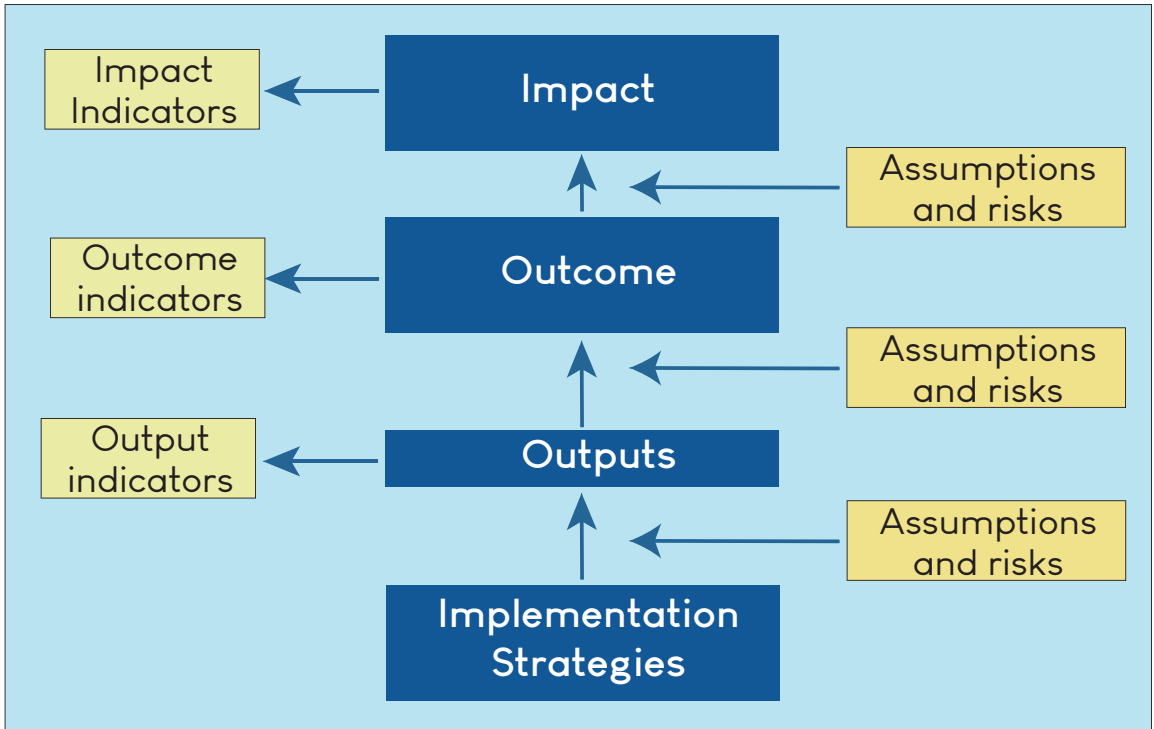 Impact
Indicators
Impact
Assumptions
and risks
Outcome
indicators
Outcome
Assumptions
and risks
Output
indicators
Outputs
Assumptions
and risks
Implementation
Strategies